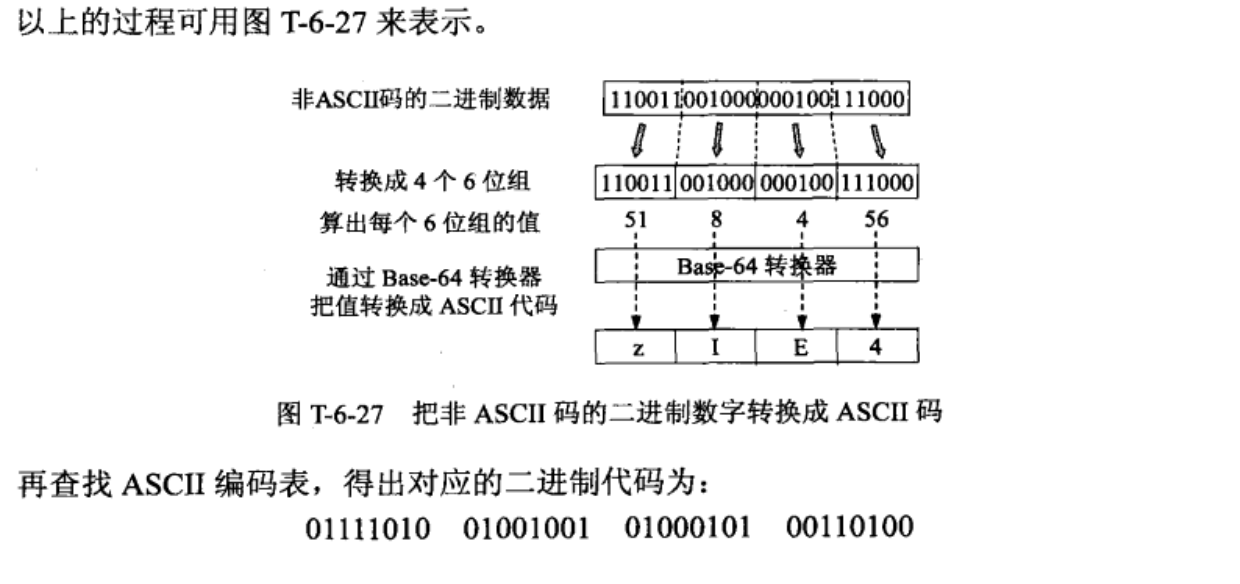 以上的过程可用图 T-6-27 来表示。
非ASCII码的二进制数据
110011001000000100111000
转换成 4 个 6 位组
110011 001000 000100 111000
算出每个 6 位组的值
51 8 4 56
通过 Base-64 转换器
把值转换成 ASCII 代码
Base-64 转换器
z I E 4
图 T-6-27 把非 ASCII 码的二进制数字转换成 ASCII 码
再查找 ASCII 编码表，得出对应的二进制代码为：
01111010 01001001 01000101 00110100